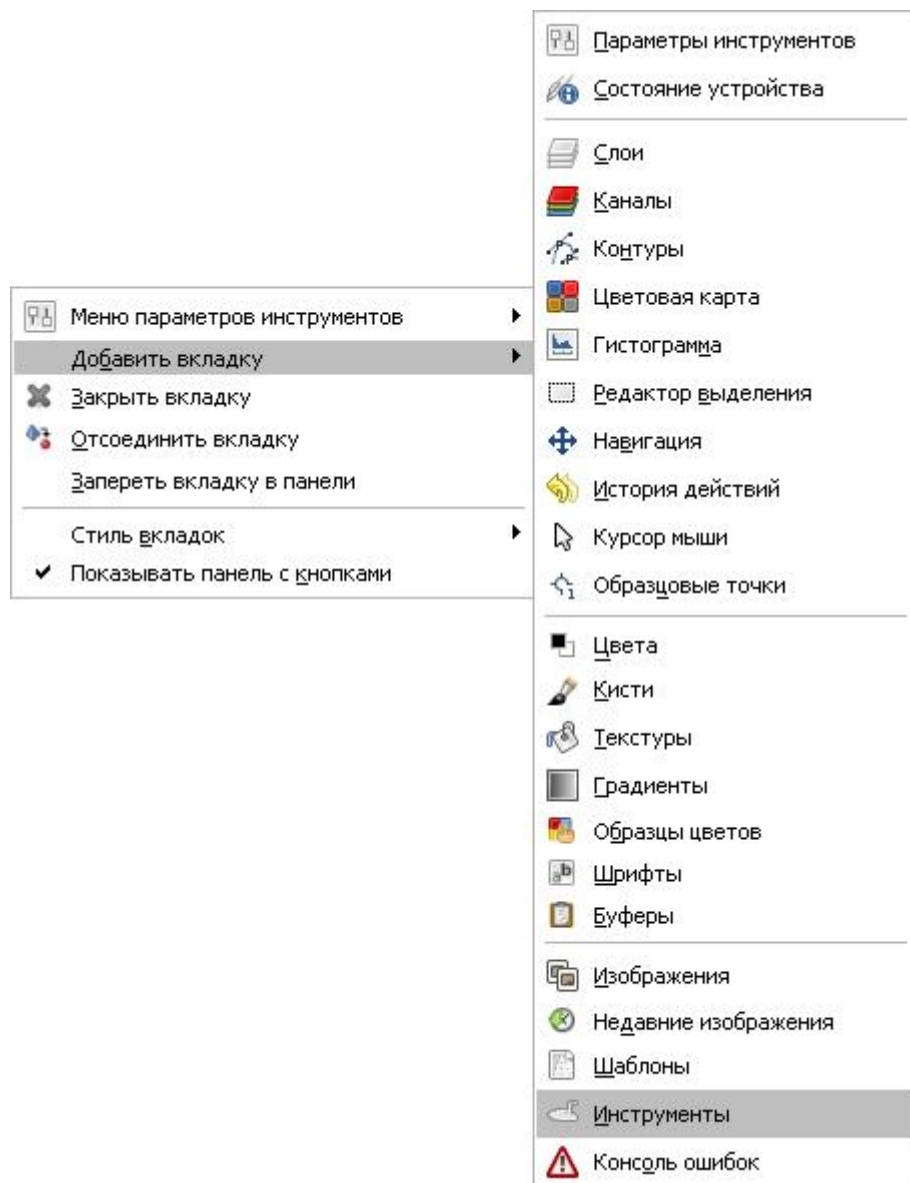 Меню параметров инструментов
Добавить вкладку
Закрыть вкладку
Отсоединить вкладку
Запереть вкладку в панели
Стиль вкладок
Показывать панель с кнопками
Параметры инструментов
Состояние устройства
Слои
Каналы
Контуры
Цветовая карта
Гистограмма
Редактор выделения
Навигация
История действий
Курсор мыши
Образцовые точки
Цвета
Кисти
Текстуры
Градиенты
Образцы цветов
Шрифты
Буферы
Изображения
Недавние изображения
Шаблоны
Инструменты
Консоль ошибок